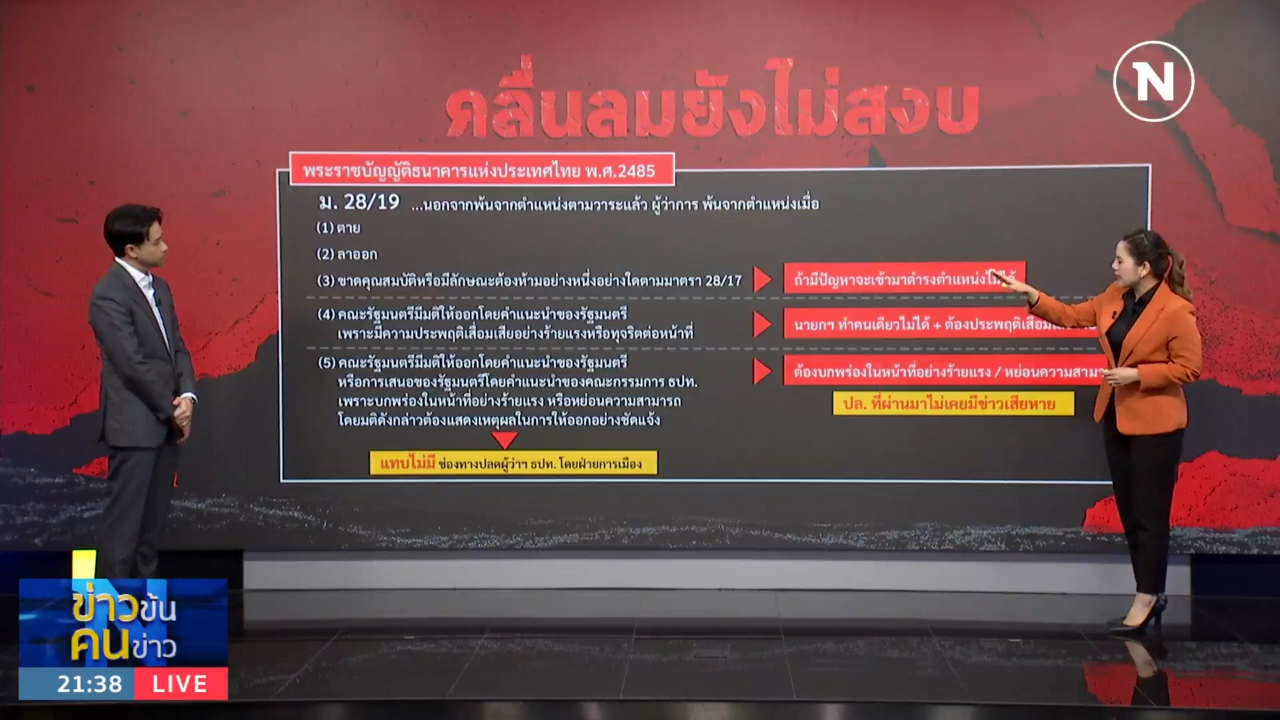 N
คลื่นลมยังไม่สงบ
พระราชบัญญัติธนาคารแห่งประเทศไทย พ.ศ.2485
ม. 28/19 ...นอกจากพ้นจากตำแหน่งตามวาระแล้ว ผู้ว่าการ พ้นจากตำแหน่งเมื่อ
(1) ตาย
(2) ลาออก
(3) ขาดคุณสมบัติหรือมีลักษณะต้องห้ามอย่างหนึ่งอย่างใดตามมาตรา 28/17
ถ้ามีปัญหาจะเข้ามาดำรงตำแหน่งไม่ได้
(4) คณะรัฐมนตรีมีมติให้ออกโดยคำแนะนำของรัฐมนตรี
เพราะมีความประพฤติเสื่อมเสียอย่างร้ายแรงหรือทุจริตต่อหน้าที่
นายกฯ ทำคนเดียวไม่ได้ + ต้องประพฤติเสื่อม
(5) คณะรัฐมนตรีมีมติให้ออกโดยคำแนะนำของรัฐมนตรี
หรือการเสนอของรัฐมนตรีโดยคำแนะนำของคณะกรรมการ ธปท.
เพราะบกพร่องในหน้าที่อย่างร้ายแรง หรือหย่อนความสามารถ
โดยมติดังกล่าวต้องแสดงเหตุผลในการให้ออกอย่างชัดแจ้ง
ต้องบกพร่องในหน้าที่อย่างร้ายแรง / หย่อนความสามา
ปล. ที่ผ่านมาไม่เคยมีข่าวเสียหาย
แทบไม่มี ช่องทางปลดผู้ว่าฯ ธปท. โดยฝ่ายการเมือง
ข่าวข้น
คนข่าว
21:38 LIVE